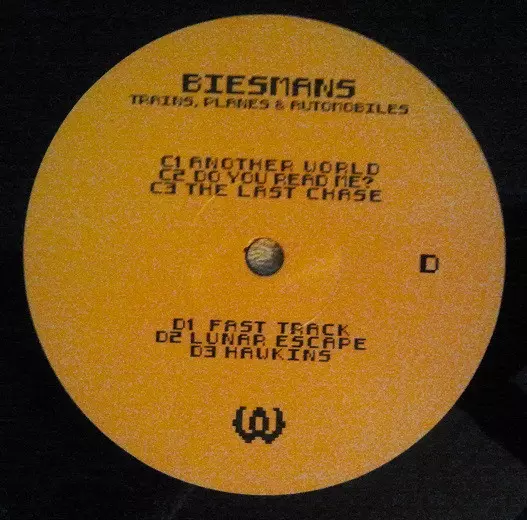 BIESMANS
TRAINS, PLANES & AUTOMOBILES
C1 ANOTHER WORLD
C2 DO YOU READ ME?
C3 THE LAST CHASE
D
D1 FAST TRACK
D2 LUNAR ESCAPE
D3 HAWKINS
W